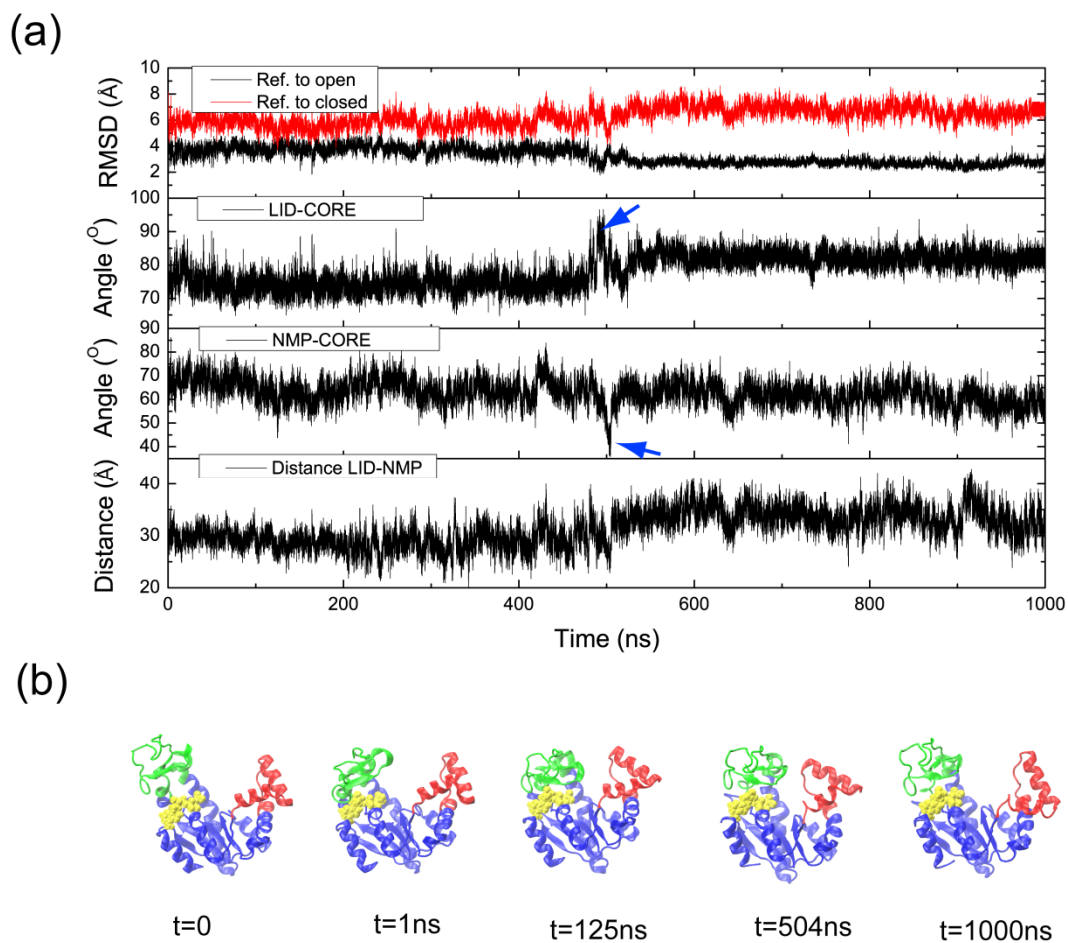 (a)
10
8
6
4
2
RMSD (Å)
Ref. to open
Ref. to closed
100
90
80
70
Angle (°)
LID-CORE
90
80
70
60
50
40
Angle (°)
NMP-CORE
40
30
20
Distance (Å)
Distance LID-NMP
0 200 400 600 800 1000
Time (ns)
(b)
t=0 t=1ns t=125ns t=504ns t=1000ns